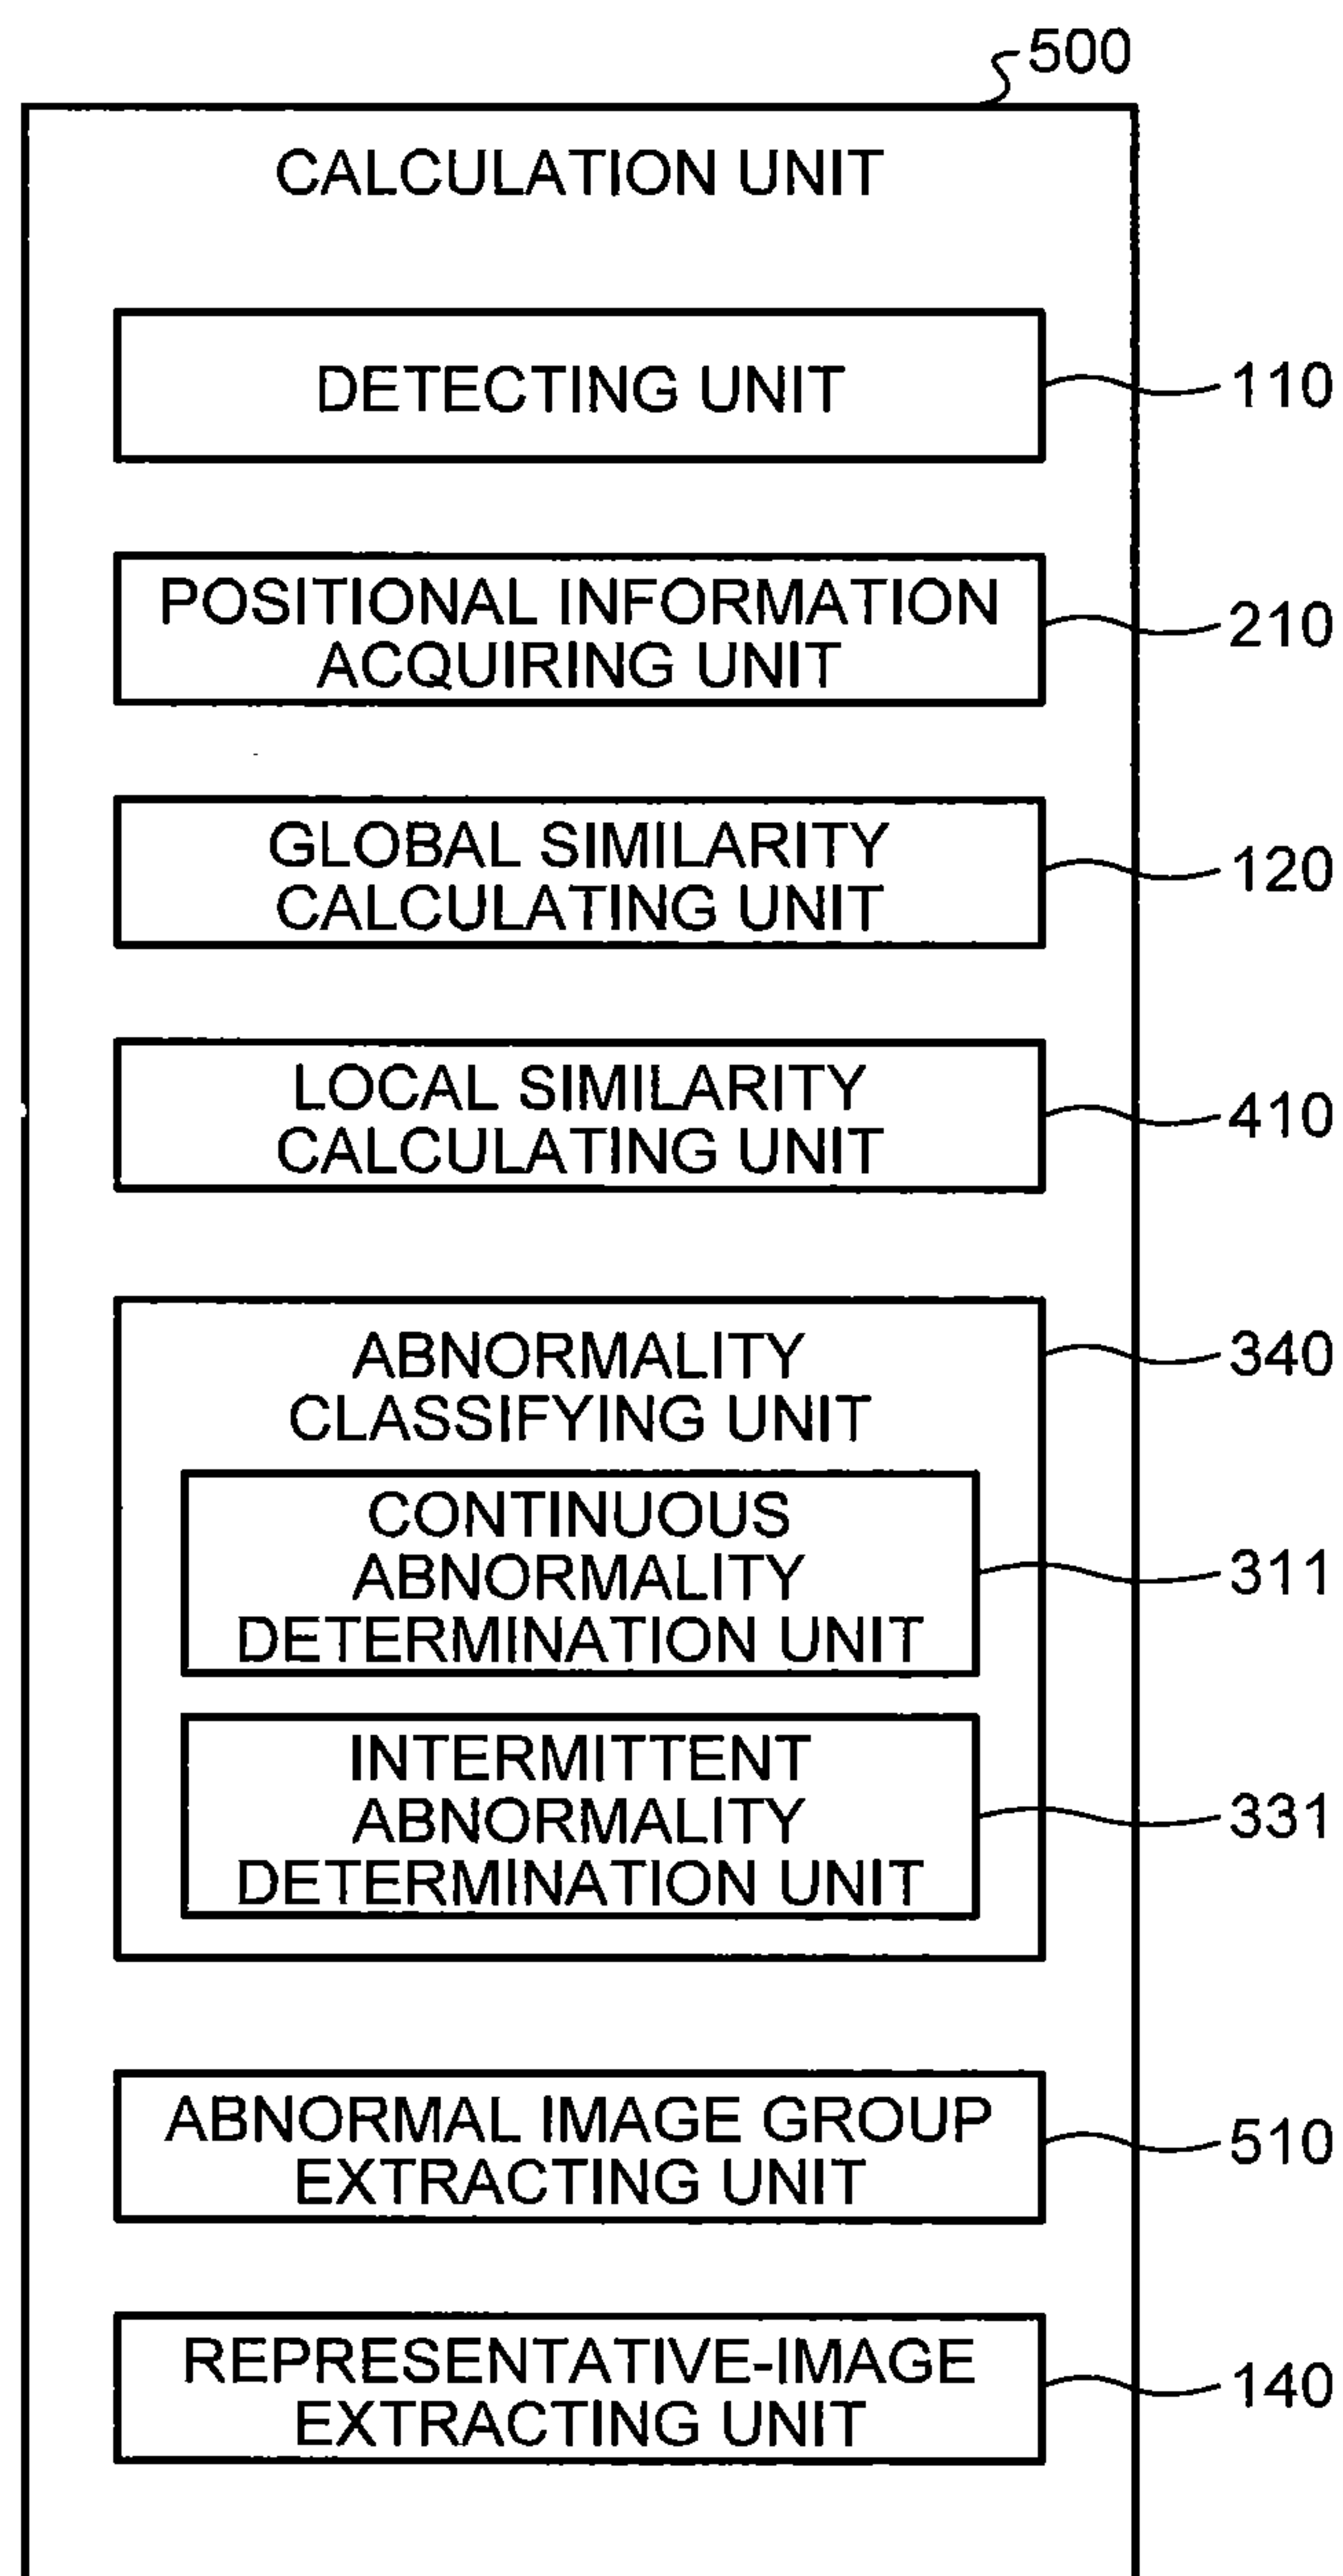 500
CALCULATION UNIT
DETECTING UNIT
110
POSITIONAL INFORMATION
ACQUIRING UNIT
210
GLOBAL SIMILARITY
CALCULATING UNIT
120
LOCAL SIMILARITY
CALCULATING UNIT
410
ABNORMALITY
CLASSIFYING UNIT
340
CONTINUOUS
ABNORMALITY
DETERMINATION UNIT
311
INTERMITTENT
ABNORMALITY
DETERMINATION UNIT
331
ABNORMAL IMAGE GROUP
EXTRACTING UNIT
510
REPRESENTATIVE-IMAGE
EXTRACTING UNIT
140